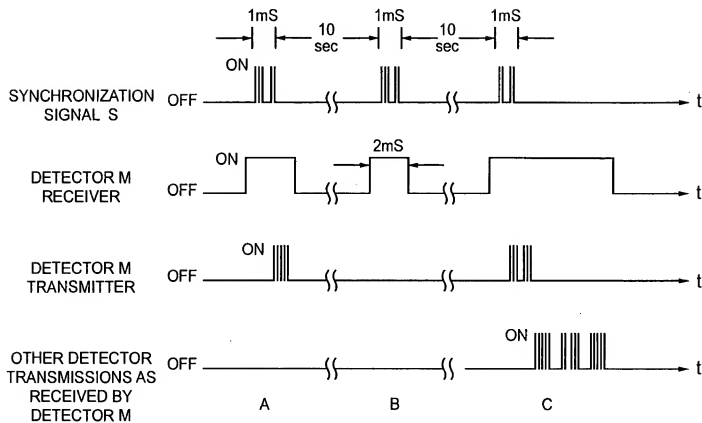 1mS 10 sec 1mS 10 sec 1mS
ON
SYNCHRONIZATION
SIGNAL S
OFF
t
ON
2mS
DETECTOR M
RECEIVER
OFF
t
ON
DETECTOR M
TRANSMITTER
OFF
t
ON
OTHER DETECTOR
TRANSMISSIONS AS
RECEIVED BY
DETECTOR M
OFF
t
A B C